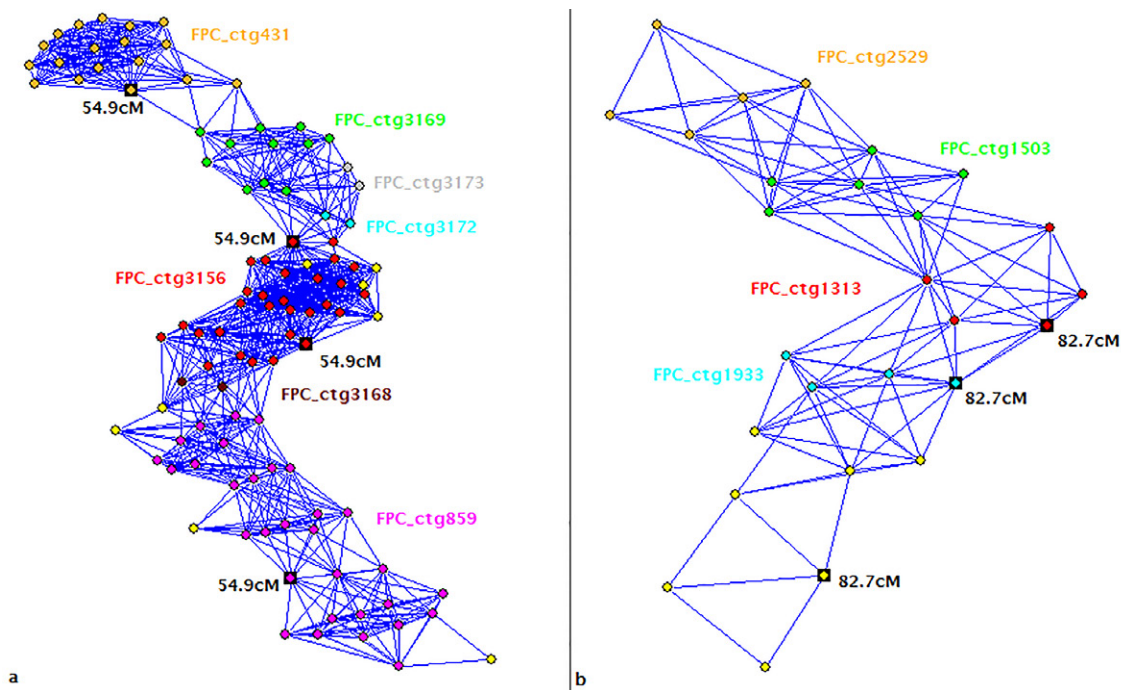 FPC_ctg431
54.9cM
FPC_ctg3169
FPC_ctg3173
FPC_ctg3172
54.9cM
FPC_ctg3156
54.9cM
FPC_ctg3168
FPC_ctg859
54.9cM
a
FPC_ctg2529
FPC_ctg1503
FPC_ctg1313
82.7cM
FPC_ctg1933
82.7cM
82.7cM
b